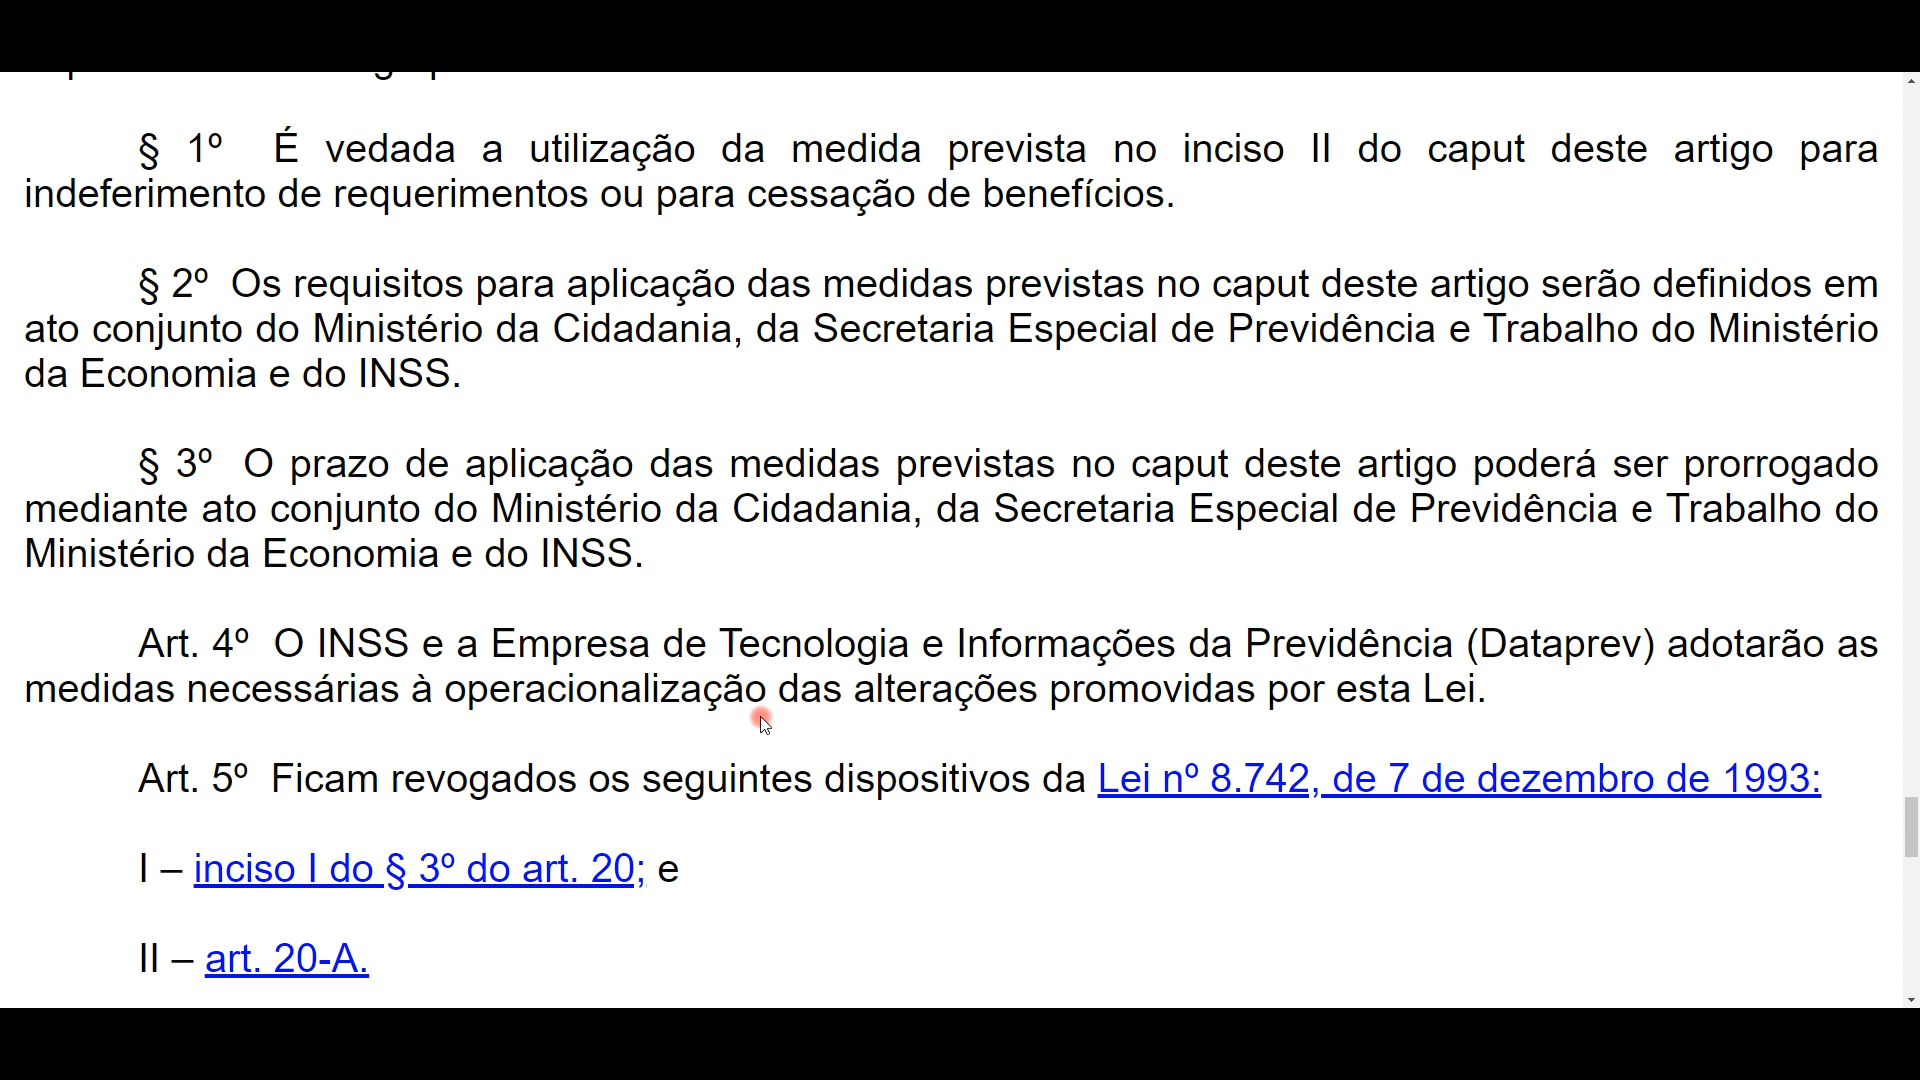 § 1º É vedada a utilização da medida prevista no inciso II do caput deste artigo para
indeferimento de requerimentos ou para cessação de benefícios.
§ 2º Os requisitos para aplicação das medidas previstas no caput deste artigo serão definidos em
ato conjunto do Ministério da Cidadania, da Secretaria Especial de Previdência e Trabalho do Ministério
da Economia e do INSS.
§ 3º O prazo de aplicação das medidas previstas no caput deste artigo poderá ser prorrogado
mediante ato conjunto do Ministério da Cidadania, da Secretaria Especial de Previdência e Trabalho do
Ministério da Economia e do INSS.
Art. 4º O INSS e a Empresa de Tecnologia e Informações da Previdência (Dataprev) adotarão as
medidas necessárias à operacionalização das alterações promovidas por esta Lei.
Art. 5º Ficam revogados os seguintes dispositivos da Lei nº 8.742, de 7 de dezembro de 1993:
I – inciso I do § 3º do art. 20; e
II – art. 20-A.